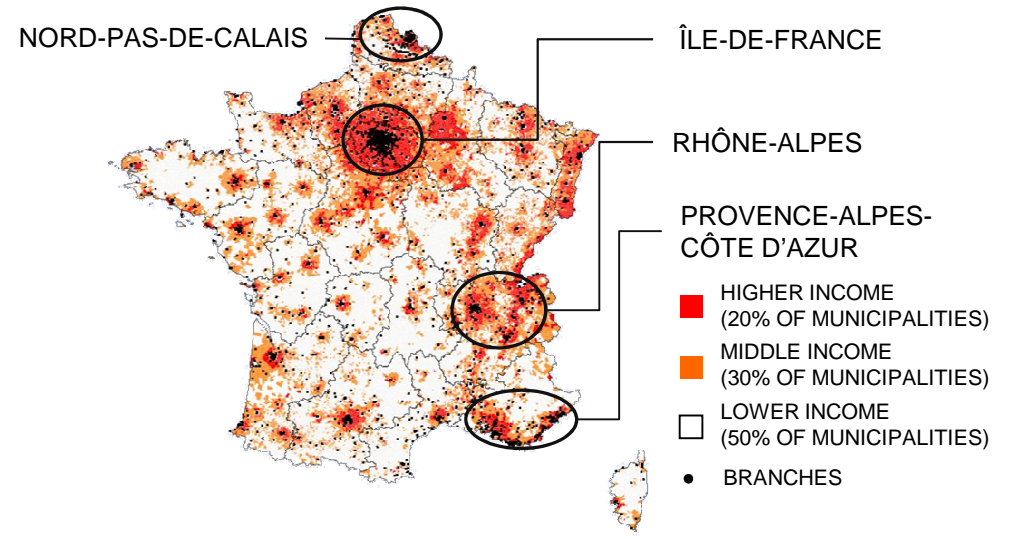 NORD-PAS-DE-CALAIS
ÎLE-DE-FRANCE
RHÔNE-ALPES
PROVENCE-ALPES-
CÔTE D'AZUR
HIGHER INCOME
(20% OF MUNICIPALITIES)
MIDDLE INCOME
(30% OF MUNICIPALITIES)
LOWER INCOME
(50% OF MUNICIPALITIES)
BRANCHES